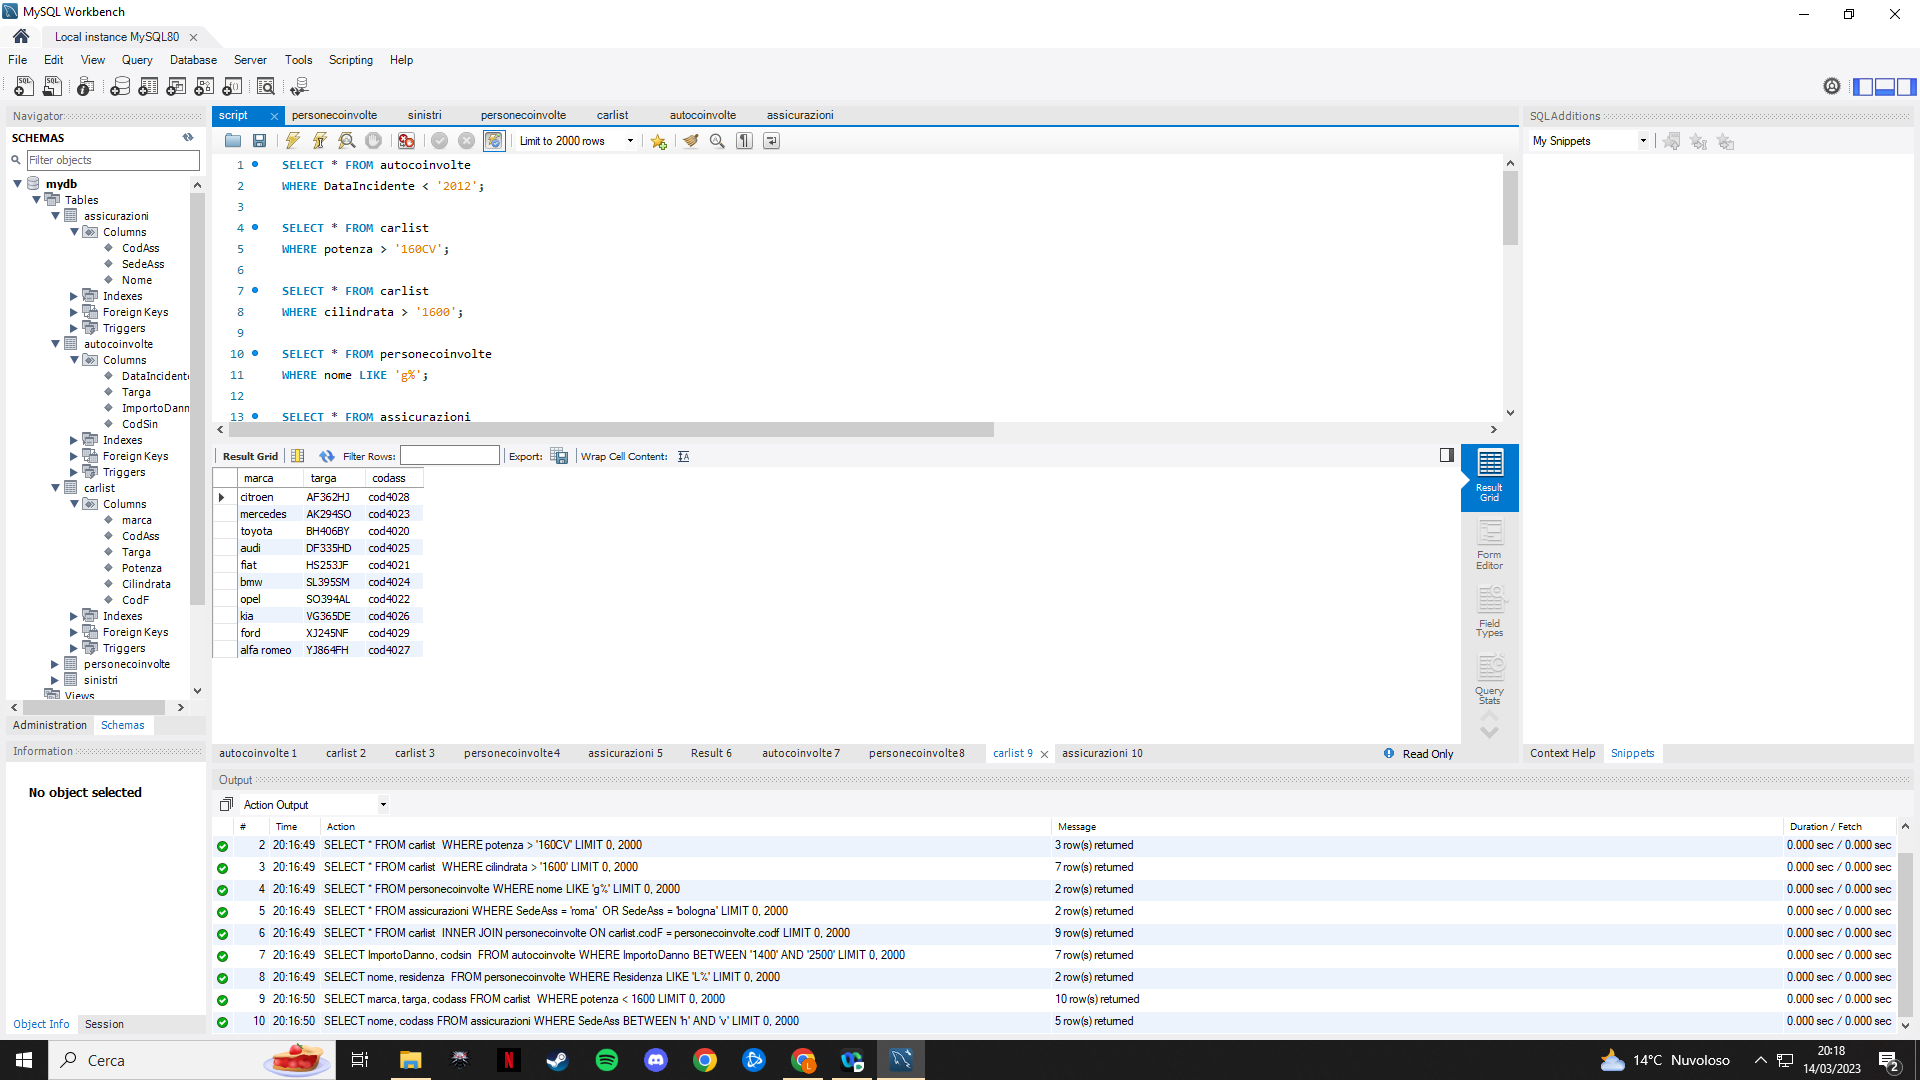 MySQL Workbench
Local instance MySQL80
File Edit View Query Database Server Tools Scripting Help
Navigator
SCHEMAS
Filter objects
mydb
Tables
assicurazioni
Columns
CodAss
SedeAss
Nome
Indexes
Foreign Keys
Triggers
autocoinvolte
Columns
DataIncidente
Targa
ImportoDann
CodSin
Indexes
Foreign Keys
Triggers
carlist
Columns
marca
CodAss
Targa
Potenza
Cilindrata
CodF
Indexes
Foreign Keys
Triggers
personecoinvolte
sinistri
Views
Administration Schemas
Information
No object selected
Object Info Session
script personecoinvolte sinistri personecoinvolte carlist autocoinvolte assicurazioni
Limit to 2000 rows
1 SELECT * FROM autocoinvolte
2 WHERE DataIncidente < '2012';
3
4 SELECT * FROM carlist
5 WHERE potenza > '160CV';
6
7 SELECT * FROM carlist
8 WHERE cilindrata > '1600';
9
10 SELECT * FROM personecoinvolte
11 WHERE nome LIKE 'g%';
12
13 SELECT * FROM assicurazioni
Result Grid Filter Rows: Export: Wrap Cell Content:
marca targa codass
citroen AF362HJ cod4028
mercedes AK294SO cod4023
toyota BH406BY cod4020
audi DF335HD cod4025
fiat HS253JF cod4021
bmw SL395SM cod4024
opel SO394AL cod4022
kia VG365DE cod4026
ford XJ245NF cod4029
alfa romeo YJ864FH cod4027
Result Grid
Form Editor
Field Types
Query Stats
autocoinvolte 1 carlist 2 carlist 3 personecoinvolte 4 assicurazioni 5 Result 6 autocoinvolte 7 personecoinvolte 8 carlist 9 assicurazioni 10 Read Only
SQLAdditions
My Snippets
Context Help Snippets
Output
Action Output
# Time Action Message Duration / Fetch
2 20:16:49 SELECT * FROM carlist WHERE potenza > '160CV' LIMIT 0, 2000 3 row(s) returned 0.000 sec / 0.000 sec
3 20:16:49 SELECT * FROM carlist WHERE cilindrata > '1600' LIMIT 0, 2000 7 row(s) returned 0.000 sec / 0.000 sec
4 20:16:49 SELECT * FROM personecoinvolte WHERE nome LIKE 'g%' LIMIT 0, 2000 2 row(s) returned 0.000 sec / 0.000 sec
5 20:16:49 SELECT * FROM assicurazioni WHERE SedeAss = 'roma' OR SedeAss = 'bologna' LIMIT 0, 2000 2 row(s) returned 0.000 sec / 0.000 sec
6 20:16:49 SELECT * FROM carlist INNER JOIN personecoinvolte ON carlist.codF = personecoinvolte.codf LIMIT 0, 2000 9 row(s) returned 0.000 sec / 0.000 sec
7 20:16:49 SELECT ImportoDanno, codsin FROM autocoinvolte WHERE ImportoDanno BETWEEN '1400' AND '2500' LIMIT 0, 2000 7 row(s) returned 0.000 sec / 0.000 sec
8 20:16:49 SELECT nome, residenza FROM personecoinvolte WHERE Residenza LIKE 'L%' LIMIT 0, 2000 2 row(s) returned 0.000 sec / 0.000 sec
9 20:16:50 SELECT marca, targa, codass FROM carlist WHERE potenza < 1600 LIMIT 0, 2000 10 row(s) returned 0.000 sec / 0.000 sec
10 20:16:50 SELECT nome, codass FROM assicurazioni WHERE SedeAss BETWEEN 'h' AND 'v' LIMIT 0, 2000 5 row(s) returned 0.000 sec / 0.000 sec
Cerca
14°C Nuvoloso
20:18
14/03/2023
2